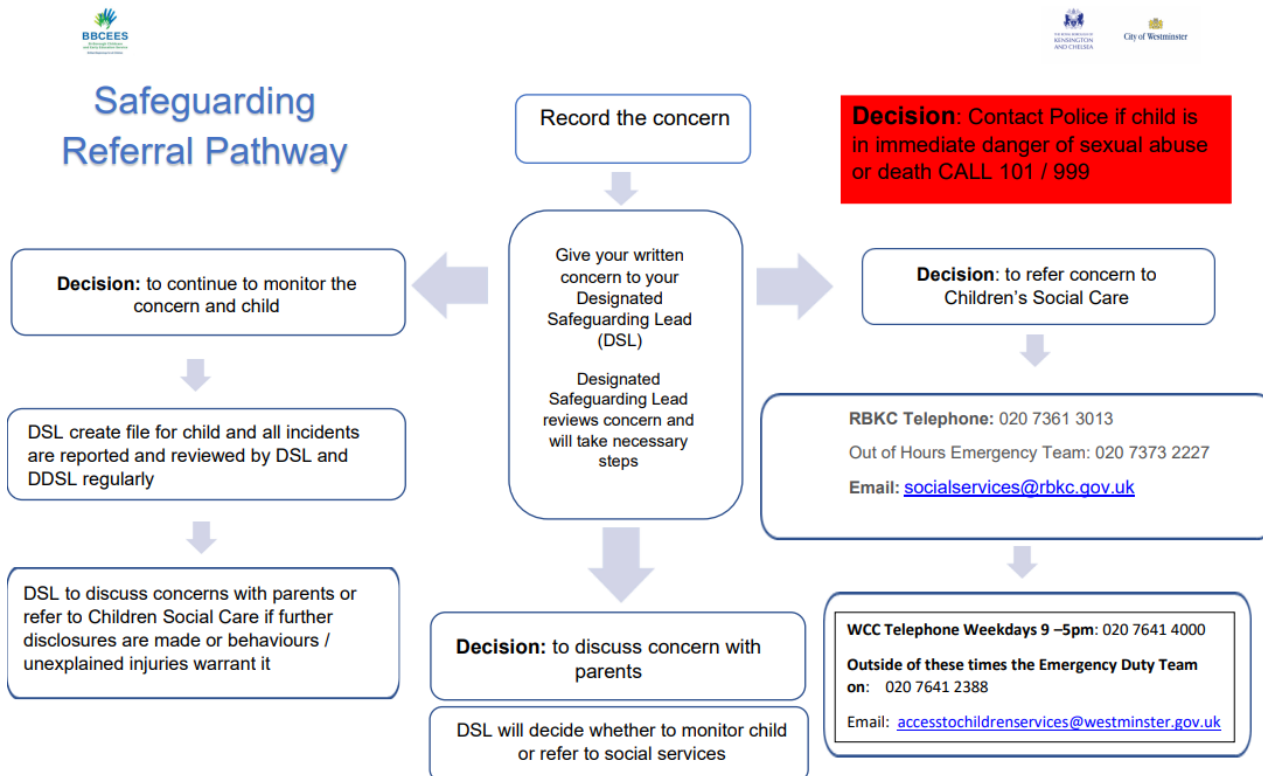 BBCEES
THE ROYAL BOROUGH OF
KENSINGTON
AND CHELSEA
City of Westminster
Safeguarding
Referral Pathway
Record the concern
Decision: Contact Police if child is
in immediate danger of sexual abuse
or death CALL 101 / 999
Decision: to continue to monitor the
concern and child
Give your written
concern to your
Designated
Safeguarding Lead
(DSL)
Designated
Safeguarding Lead
reviews concern and
will take necessary
steps
Decision: to refer concern to
Children's Social Care
DSL create file for child and all incidents
are reported and reviewed by DSL and
DDSL regularly
RBKC Telephone: 020 7361 3013
Out of Hours Emergency Team: 020 7373 2227
Email: socialservices@rbkc.gov.uk
DSL to discuss concerns with parents or
refer to Children Social Care if further
disclosures are made or behaviours /
unexplained injuries warrant it
Decision: to discuss concern with
parents
DSL will decide whether to monitor child
or refer to social services
WCC Telephone Weekdays 9 –5pm: 020 7641 4000
Outside of these times the Emergency Duty Team
on: 020 7641 2388
Email: accesstochildrenservices@westminster.gov.uk